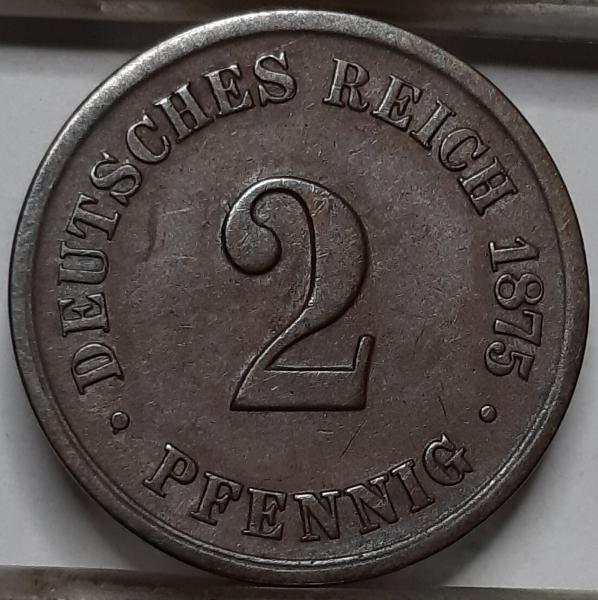 DEUTSCHES REICH 1875
2
· PFENNIG ·